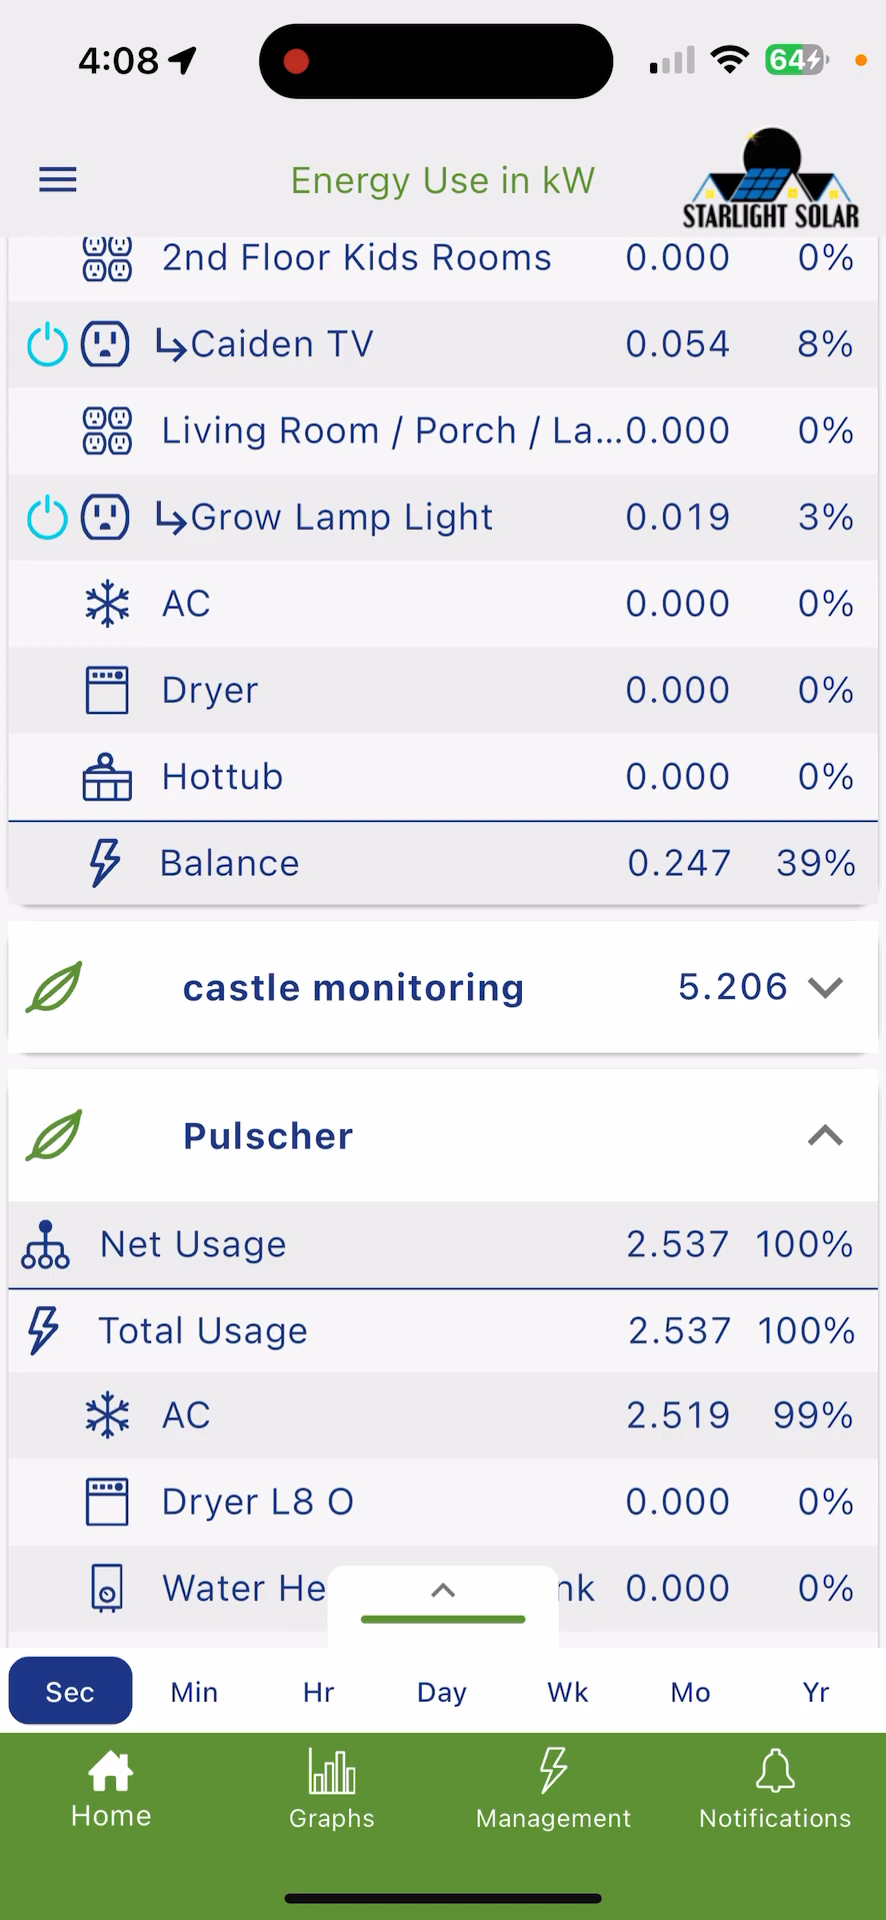 4:08
64
Energy Use in kW
STARLIGHT SOLAR
2nd Floor Kids Rooms 0.000 0%
Caiden TV 0.054 8%
Living Room / Porch / La... 0.000 0%
Grow Lamp Light 0.019 3%
AC 0.000 0%
Dryer 0.000 0%
Hottub 0.000 0%
Balance 0.247 39%
castle monitoring 5.206
Pulscher
Net Usage 2.537 100%
Total Usage 2.537 100%
AC 2.519 99%
Dryer L8 O 0.000 0%
Water He nk 0.000 0%
Sec Min Hr Day Wk Mo Yr
Home Graphs Management Notifications